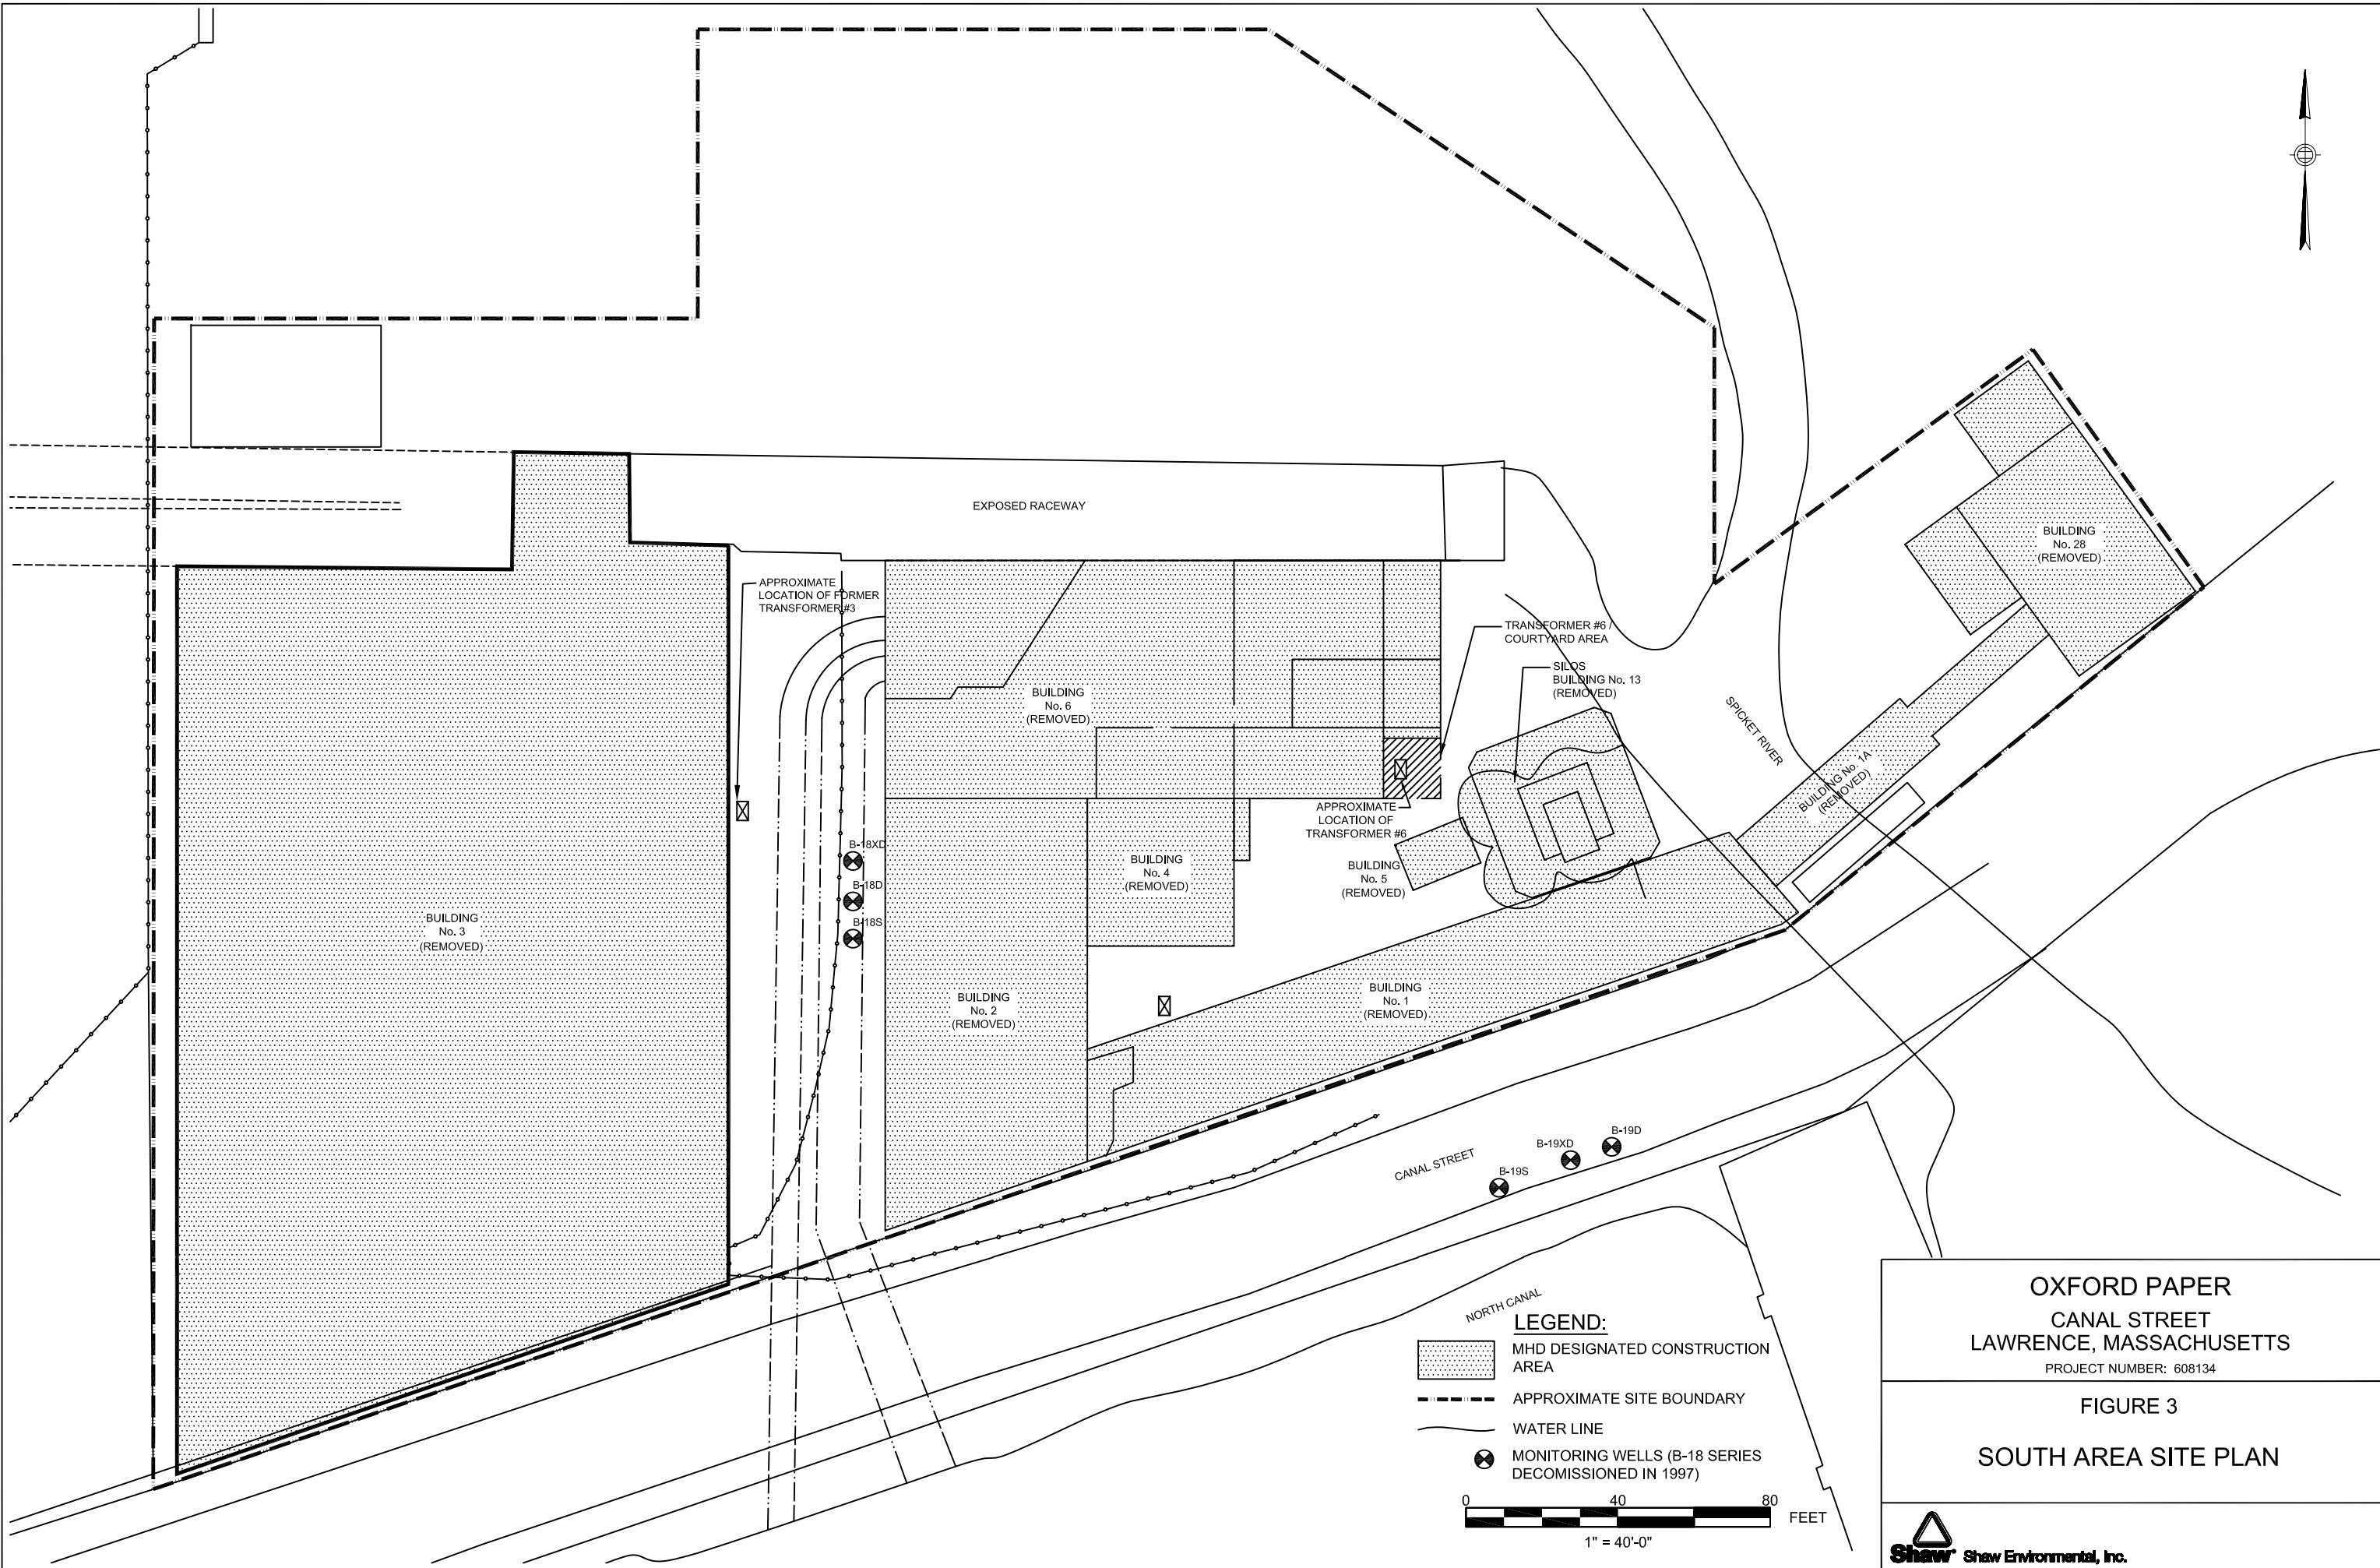 EXPOSED RACEWAY
APPROXIMATE
LOCATION OF FORMER
TRANSFORMER #3
BUILDING
No. 28
(REMOVED)
TRANSFORMER #6 /
COURTYARD AREA
SILOS
BUILDING No. 13
(REMOVED)
BUILDING
No. 6
(REMOVED)
SPICKET RIVER
BUILDING No. 1A
(REMOVED)
APPROXIMATE
LOCATION OF
TRANSFORMER #6
B-18XD
B-18D
B-18S
BUILDING
No. 4
(REMOVED)
BUILDING
No. 5
(REMOVED)
BUILDING
No. 3
(REMOVED)
BUILDING
No. 2
(REMOVED)
BUILDING
No. 1
(REMOVED)
CANAL STREET
B-19S
B-19XD
B-19D
NORTH CANAL
LEGEND:
MHD DESIGNATED CONSTRUCTION
AREA
APPROXIMATE SITE BOUNDARY
WATER LINE
MONITORING WELLS (B-18 SERIES
DECOMISSIONED IN 1997)
0 40 80
FEET
1" = 40'-0"
OXFORD PAPER
CANAL STREET
LAWRENCE, MASSACHUSETTS
PROJECT NUMBER: 608134
FIGURE 3
SOUTH AREA SITE PLAN
Shaw® Shaw Environmental, Inc.